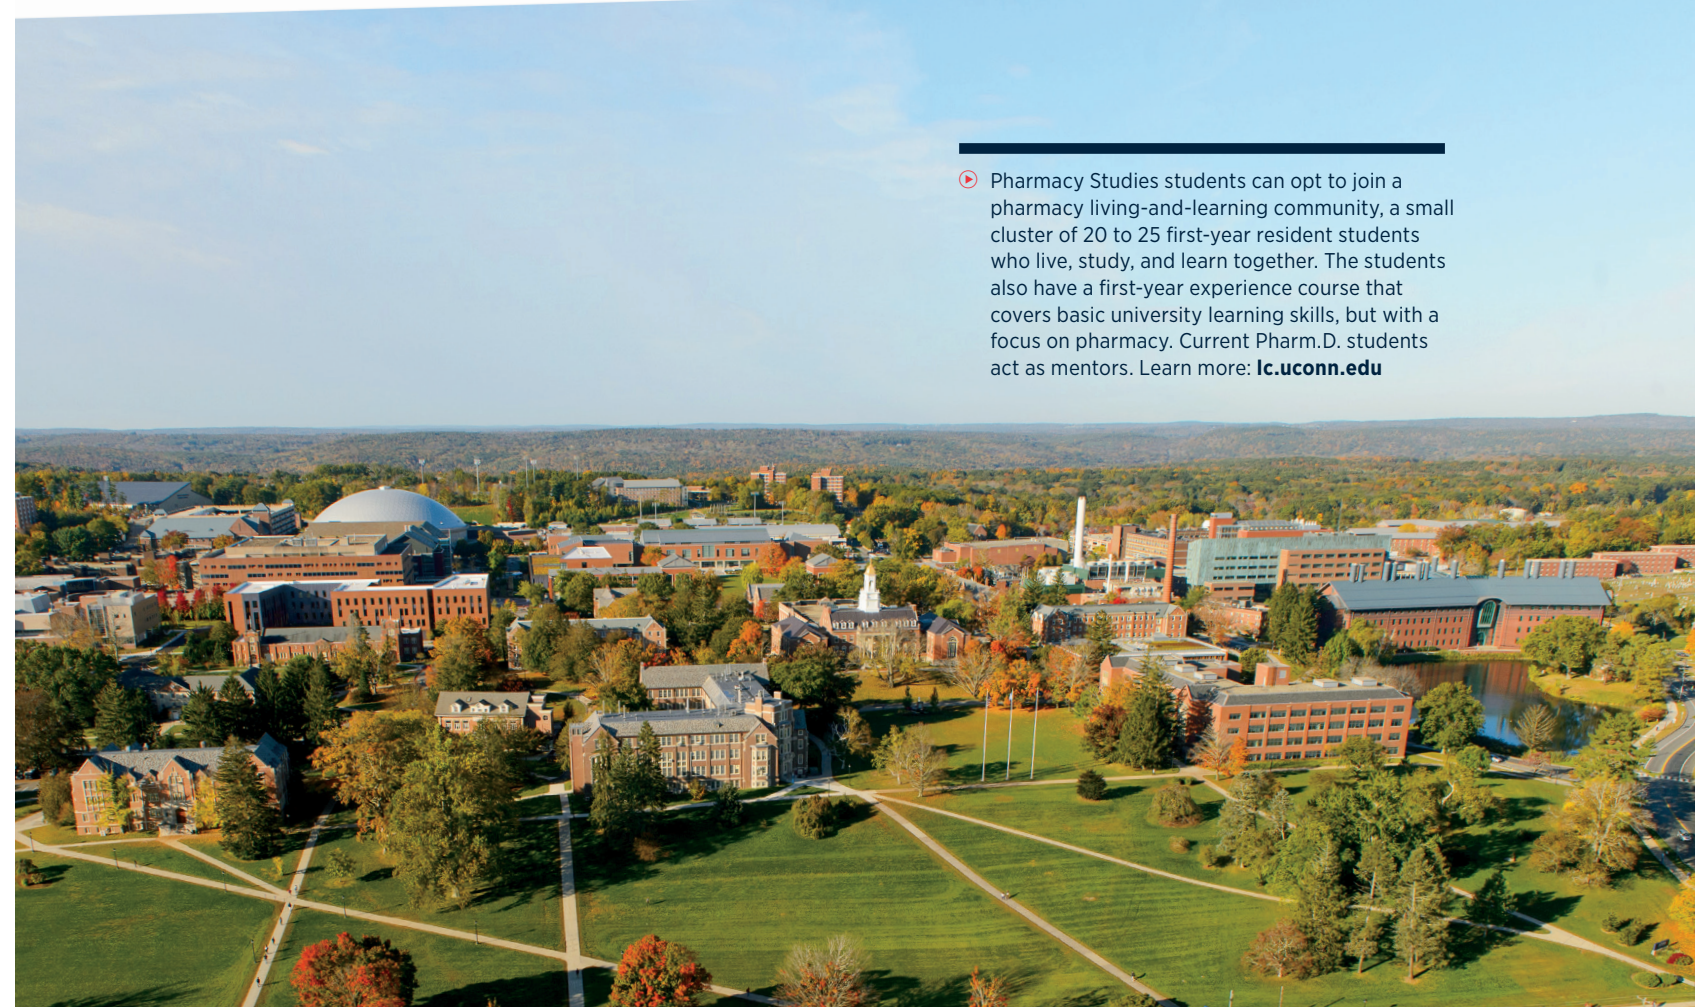 Pharmacy Studies students can opt to join a
pharmacy living-and-learning community, a small
cluster of 20 to 25 first-year resident students
who live, study, and learn together. The students
also have a first-year experience course that
covers basic university learning skills, but with a
focus on pharmacy. Current Pharm.D. students
act as mentors. Learn more: lc.uconn.edu